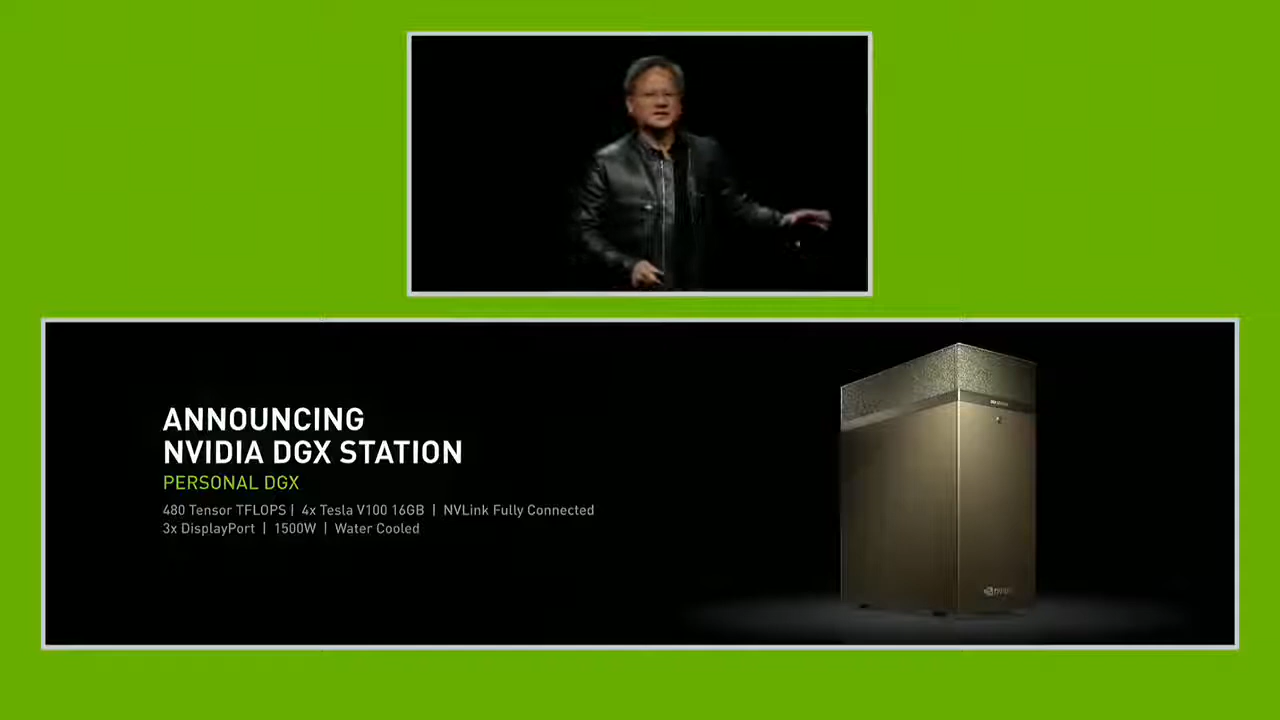 ANNOUNCING
NVIDIA DGX STATION
PERSONAL DGX
480 Tensor TFLOPS | 4x Tesla V100 16GB | NVLink Fully Connected
3x DisplayPort | 1500W | Water Cooled